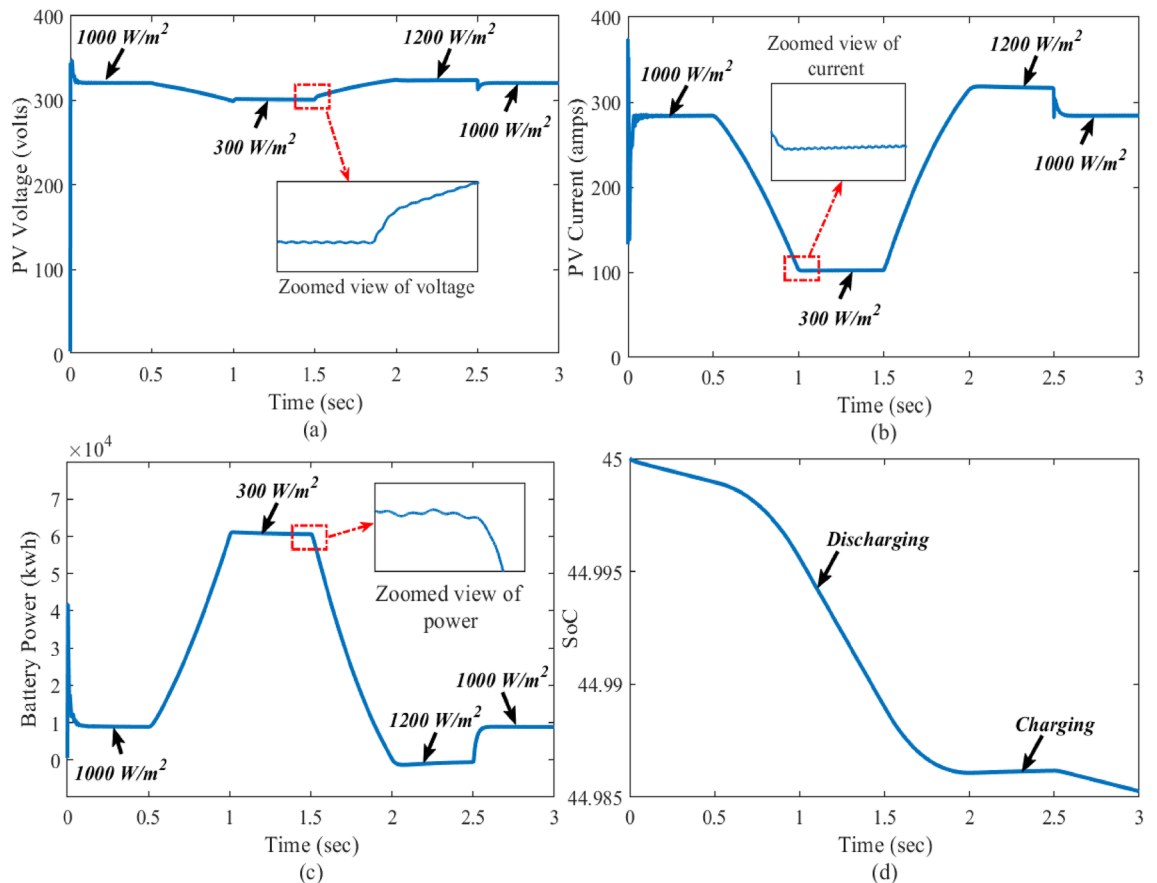 400
300
200
100
0
PV Voltage (volts)
1000 W/m²
300 W/m²
1200 W/m²
1000 W/m²
Zoomed view of voltage
0 0.5 1 1.5 2 2.5 3
Time (sec)
(a)
400
300
200
100
0
PV Current (amps)
1000 W/m²
Zoomed view of
current
1200 W/m²
1000 W/m²
300 W/m²
0 0.5 1 1.5 2 2.5 3
Time (sec)
(b)
×10⁴
7
6
5
4
3
2
1
0
Battery Power (kwh)
300 W/m²
Zoomed view of
power
1000 W/m²
1200 W/m²
1000 W/m²
0 0.5 1 1.5 2 2.5 3
Time (sec)
(c)
45
44.995
44.99
44.985
SoC
Discharging
Charging
0 0.5 1 1.5 2 2.5 3
Time (sec)
(d)